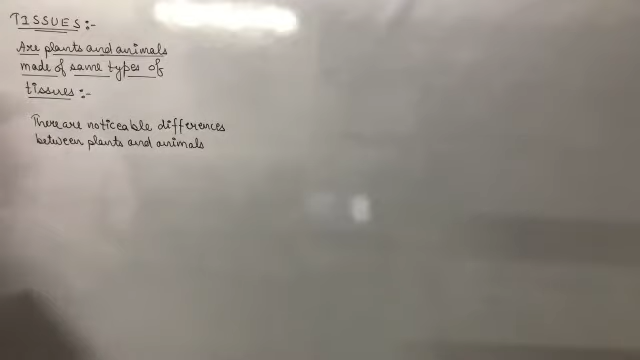 TISSUES:-
Are plants and animals
made of same types of
tissues:-
There are noticeable differences
between plants and animals